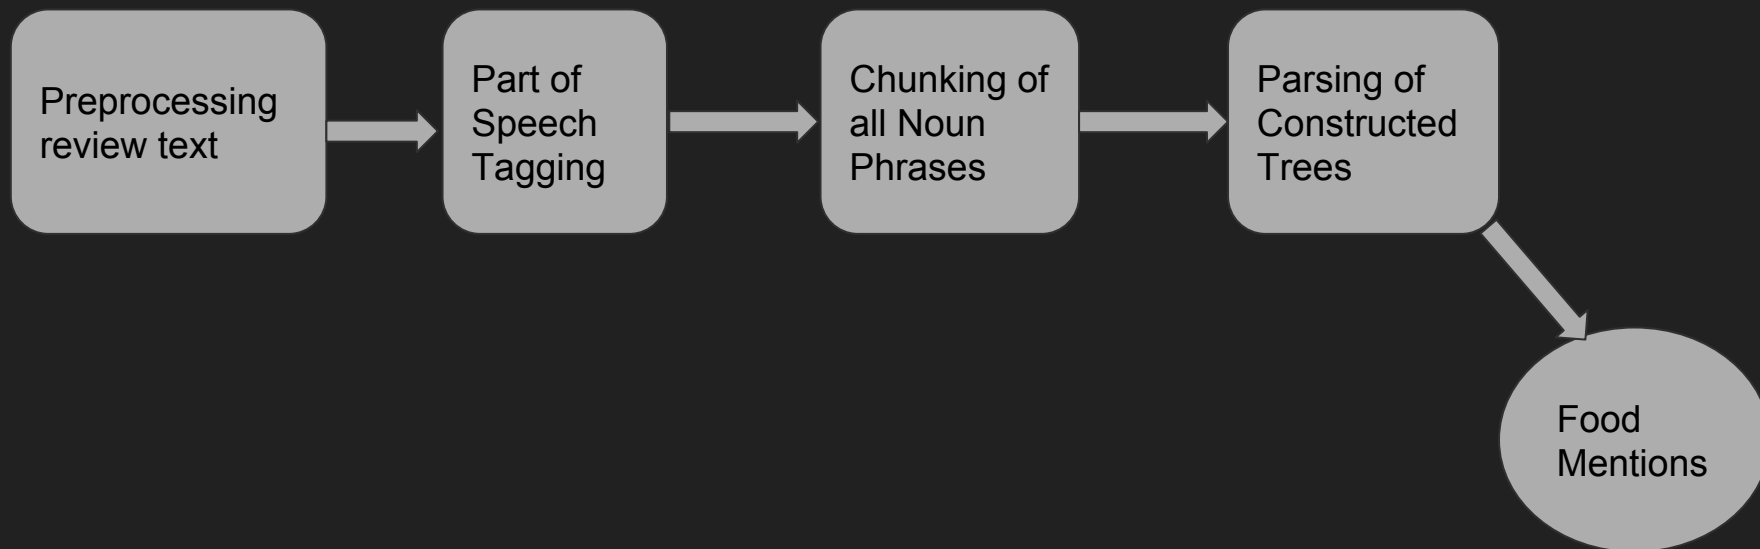 Preprocessing
review text
Part of
Speech
Tagging
Chunking of
all Noun
Phrases
Parsing of
Constructed
Trees
Food
Mentions